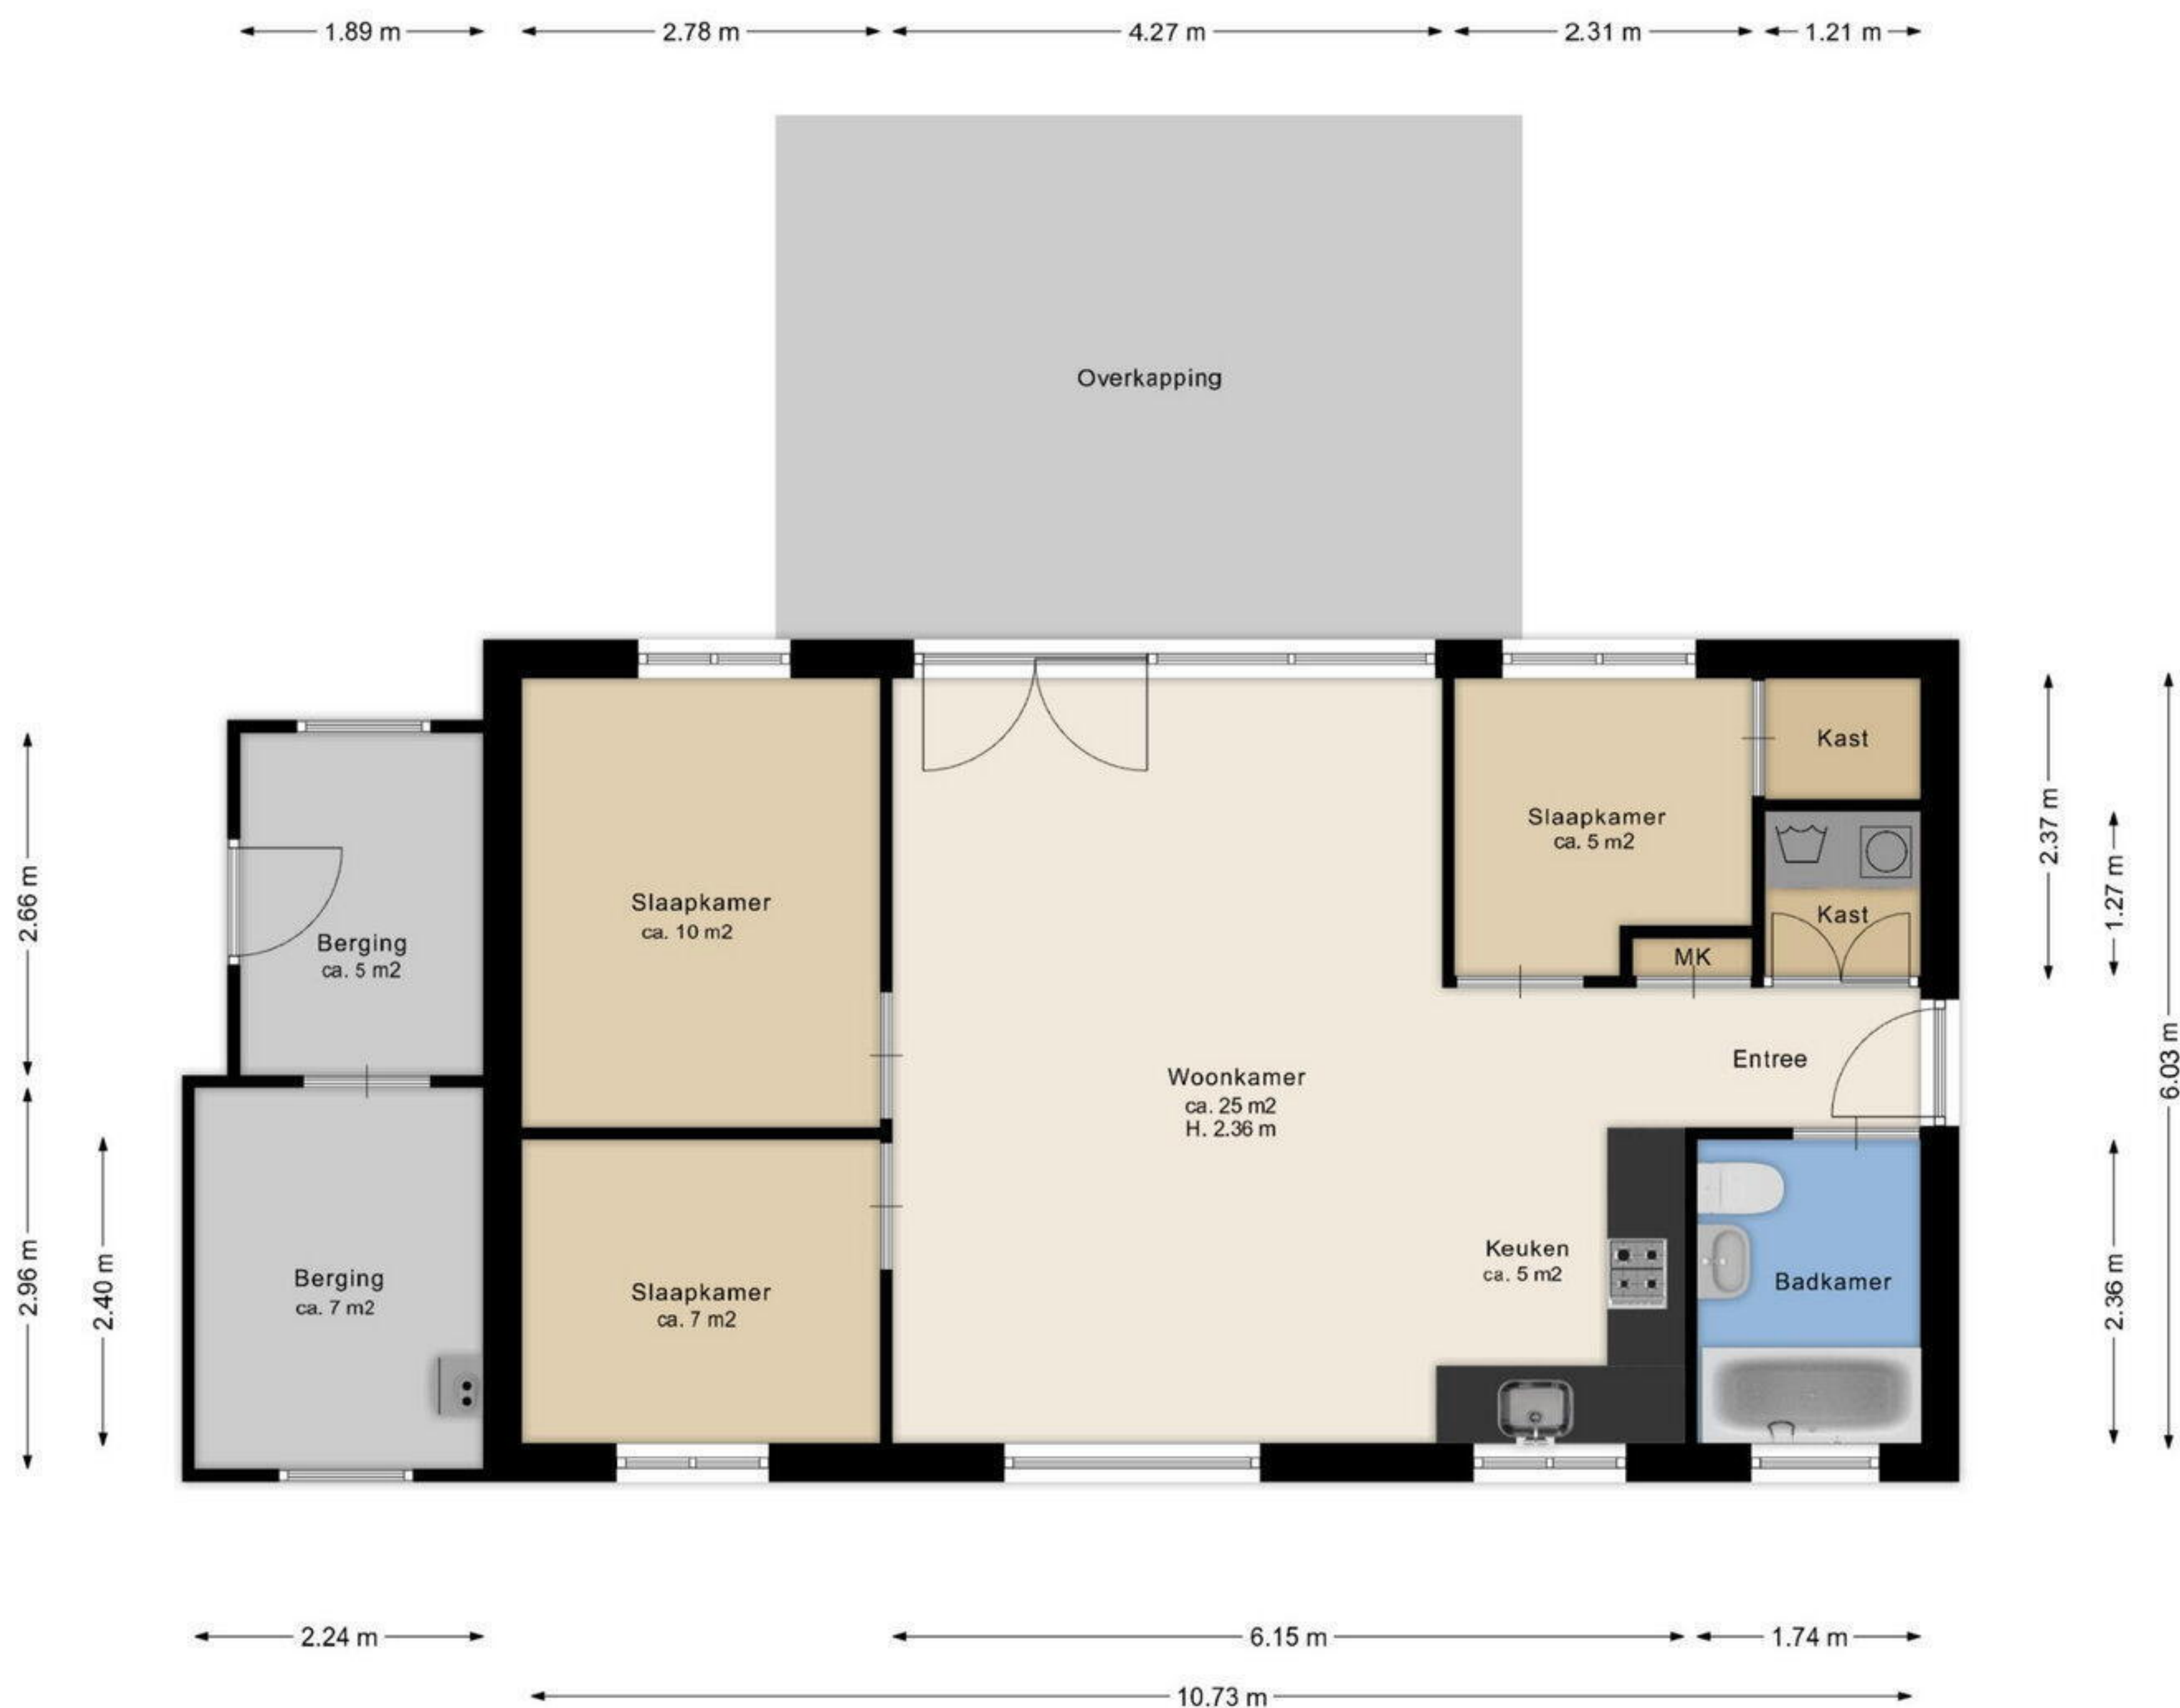 1.89 m
2.78 m
4.27 m
2.31 m
1.21 m
Overkapping
Kast
Slaapkamer
ca. 5 m2
2.37 m
1.27 m
2.66 m
Slaapkamer
ca. 10 m2
Kast
Berging
ca. 5 m2
MK
Entree
6.03 m
Woonkamer
ca. 25 m2
H. 2.36 m
Keuken
ca. 5 m2
Badkamer
2.96 m
2.40 m
Berging
ca. 7 m2
Slaapkamer
ca. 7 m2
2.36 m
2.24 m
6.15 m
1.74 m
10.73 m